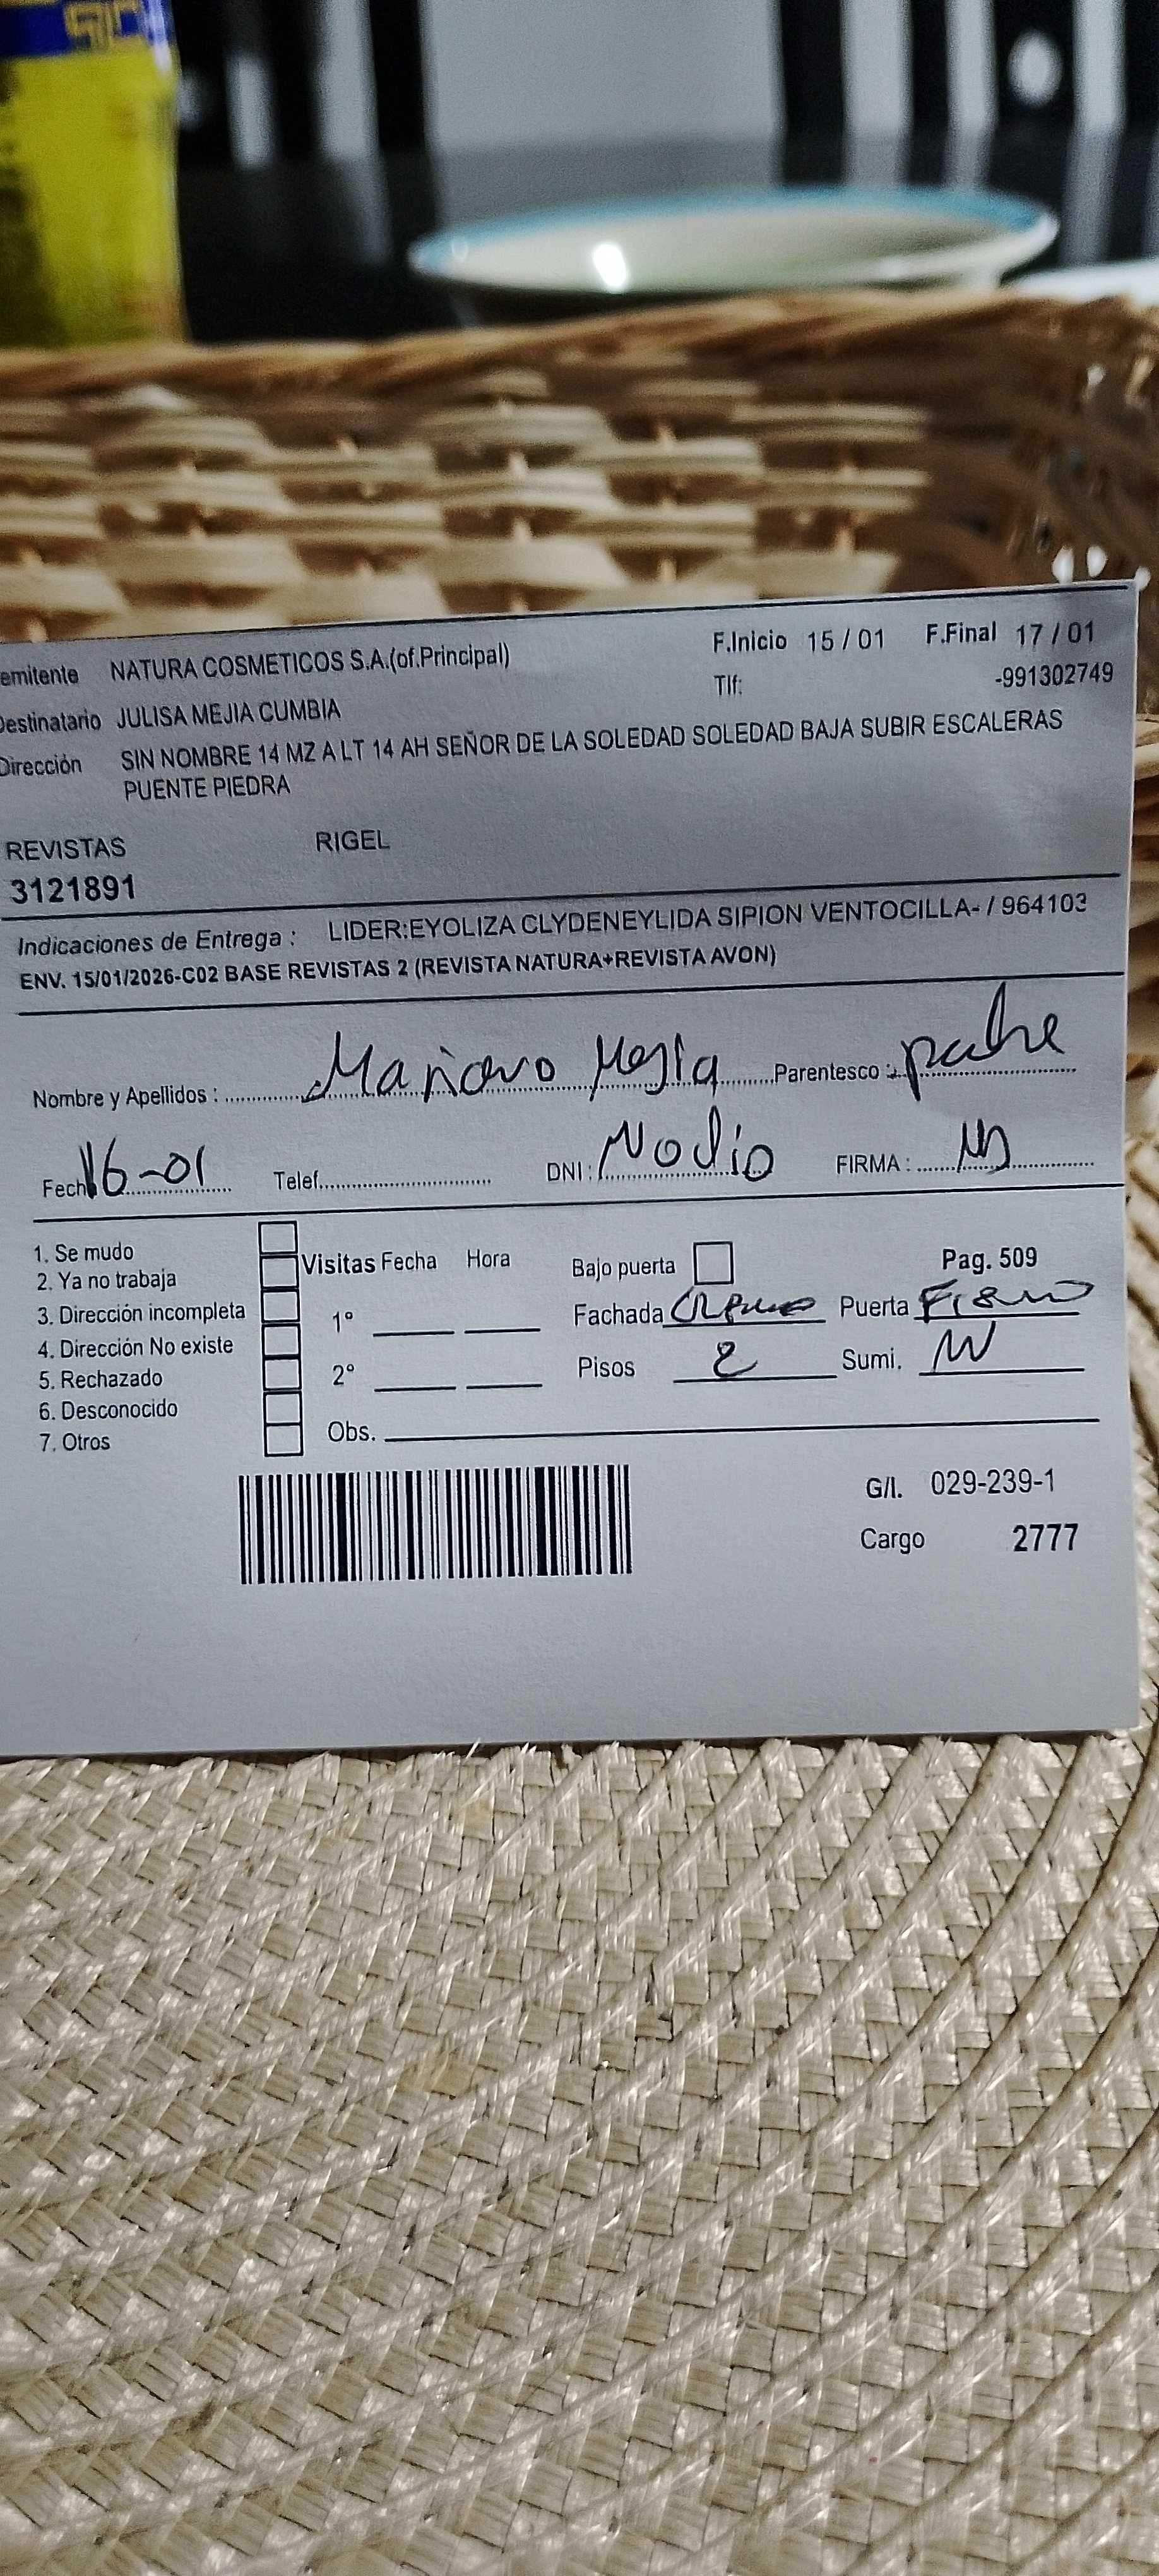 emitente NATURA COSMETICOS S.A.(of.Principal) F.Inicio 15 / 01 F.Final 17 / 01
Destinatario JULISA MEJIA CUMBIA Tlf: -991302749
Dirección SIN NOMBRE 14 MZ A LT 14 AH SEÑOR DE LA SOLEDAD SOLEDAD BAJA SUBIR ESCALERAS
PUENTE PIEDRA
REVISTAS RIGEL
3121891
Indicaciones de Entrega : LIDER:EYOLIZA CLYDENEYLIDA SIPION VENTOCILLA- / 964103
ENV. 15/01/2026-C02 BASE REVISTAS 2 (REVISTA NATURA+REVISTA AVON)
Nombre y Apellidos : Mejia Parentesco : padre
Fech 16-01 Telef. DNI : No dio FIRMA :
1. Se mudo
2. Ya no trabaja Visitas Fecha Hora Bajo puerta Pag. 509
3. Dirección incompleta 1° Fachada Puerta
4. Dirección No existe
5. Rechazado 2° Pisos 2 Sumi.
6. Desconocido
7. Otros Obs.
G/l. 029-239-1
Cargo 2777